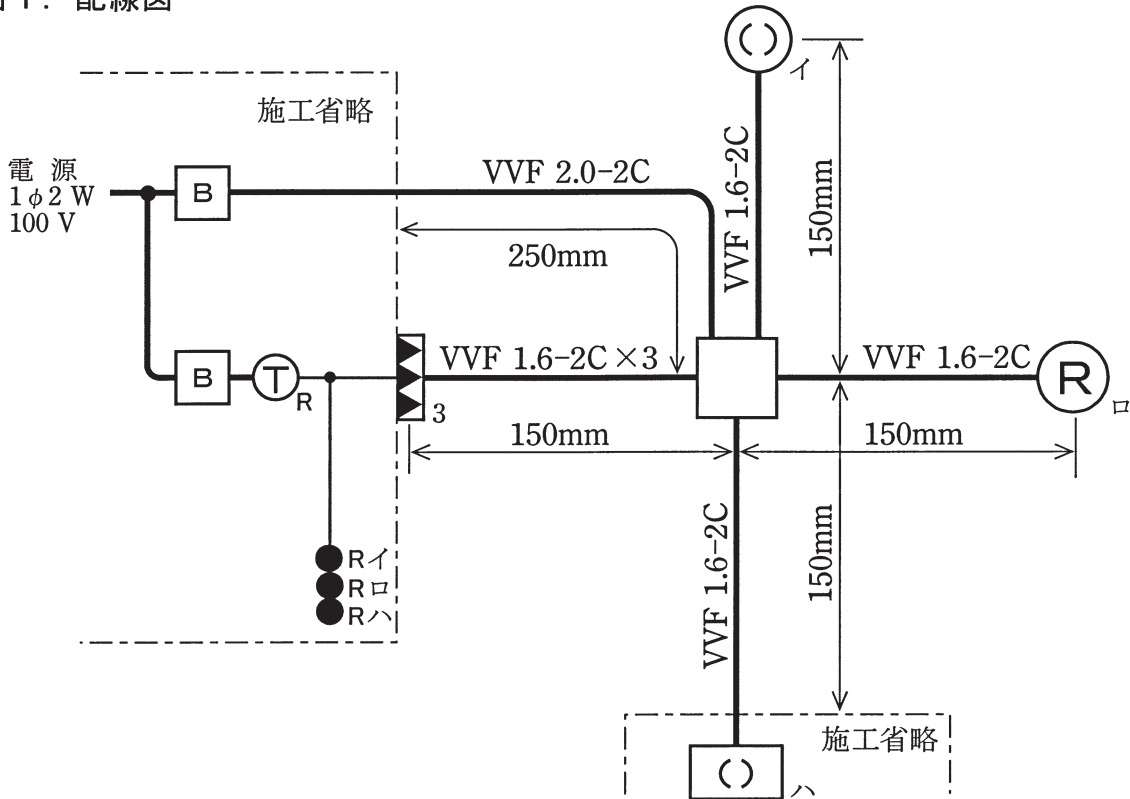 図1. 配線図
施工省略
電 源
1φ2W
100V
B
VVF 2.0-2C
250mm
VVF 1.6-2C
イ
150mm
B
T
R
3
VVF 1.6-2C×3
150mm
VVF 1.6-2C
R
ロ
150mm
Rイ
Rロ
Rハ
VVF 1.6-2C
150mm
施工省略
ハ